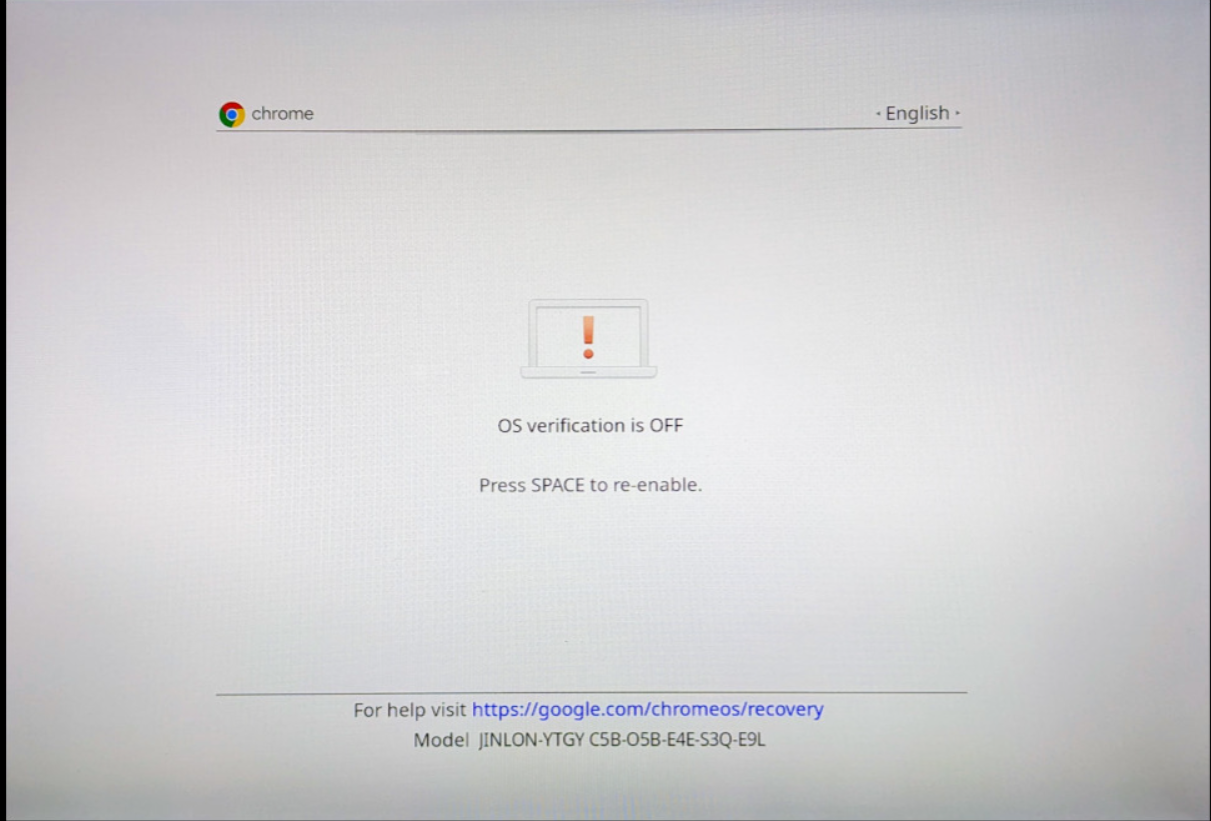 chrome
· English ·
OS verification is OFF
Press SPACE to re-enable.
For help visit https://google.com/chromeos/recovery
Model JINLON-YTGY C5B-O5B-E4E-S3Q-E9L